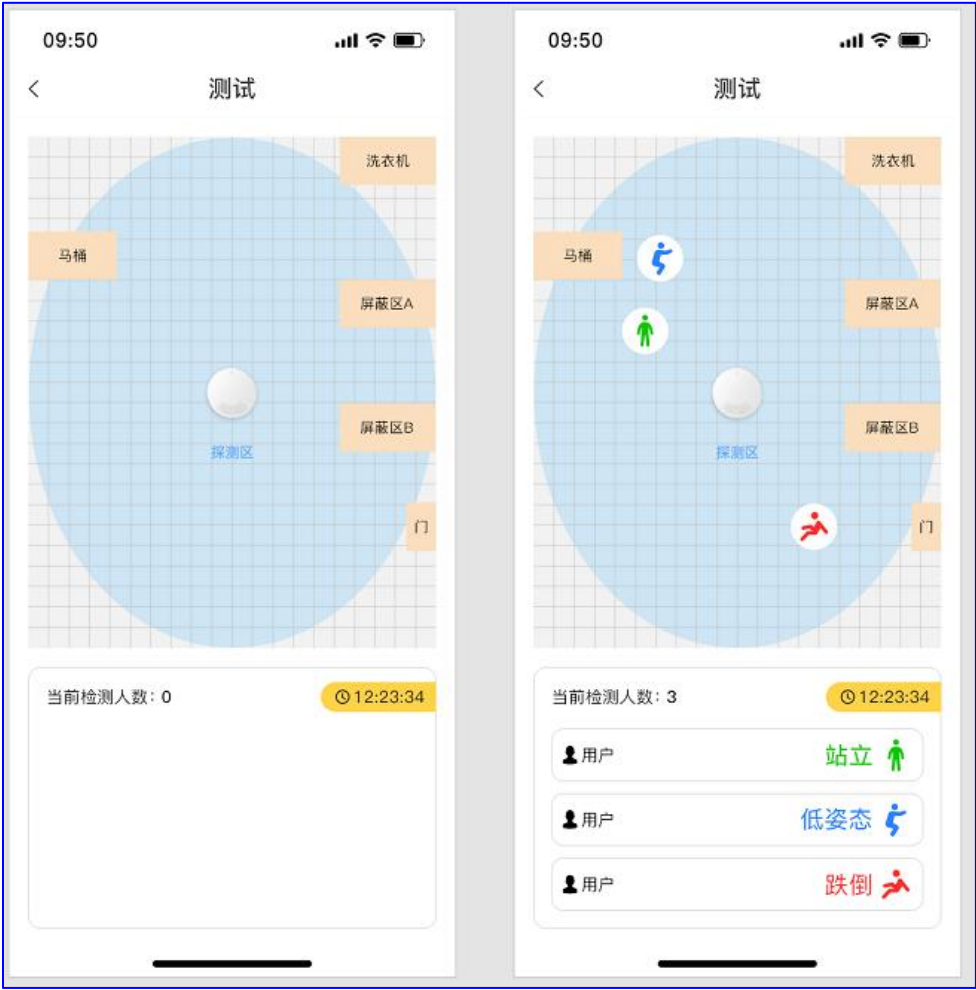 09:50
测试
洗衣机
马桶
屏蔽区A
屏蔽区B
探测区
门
当前检测人数：0
12:23:34
09:50
测试
洗衣机
马桶
屏蔽区A
屏蔽区B
探测区
门
当前检测人数：3
12:23:34
用户 站立
用户 低姿态
用户 跌倒